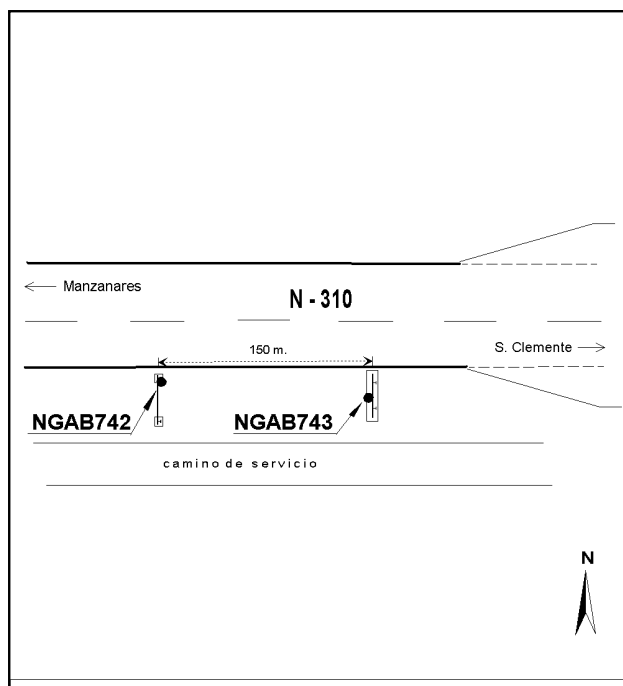 Manzanares
N - 310
S. Clemente
150 m.
NGAB742
NGAB743
camino de servicio
N